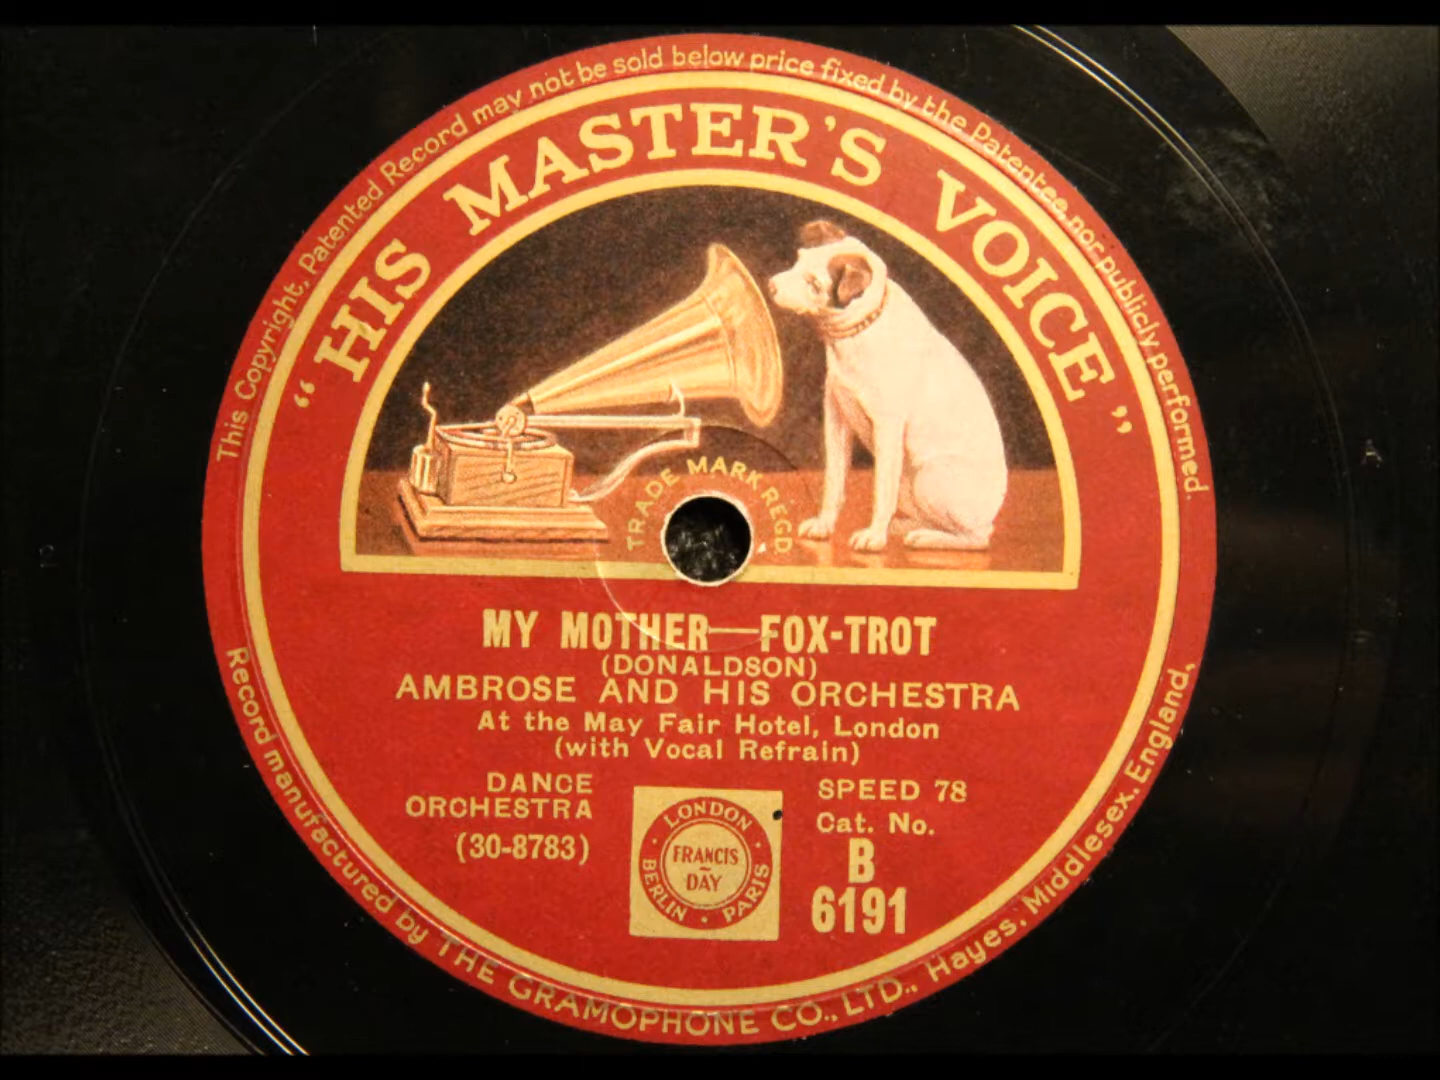 This Copyright, Patented Record may not be sold below price fixed by the Patentee, nor publicly performed.
"HIS MASTER'S VOICE"
TRADE MARK REGD
MY MOTHER—FOX-TROT
(DONALDSON)
AMBROSE AND HIS ORCHESTRA
At the May Fair Hotel, London
(with Vocal Refrain)
DANCE
ORCHESTRA
(30-8783)
LONDON
FRANCIS
~
DAY
BERLIN · PARIS
SPEED 78
Cat. No.
B
6191
Record manufactured by THE GRAMOPHONE CO., LTD., Hayes, Middlesex, England,